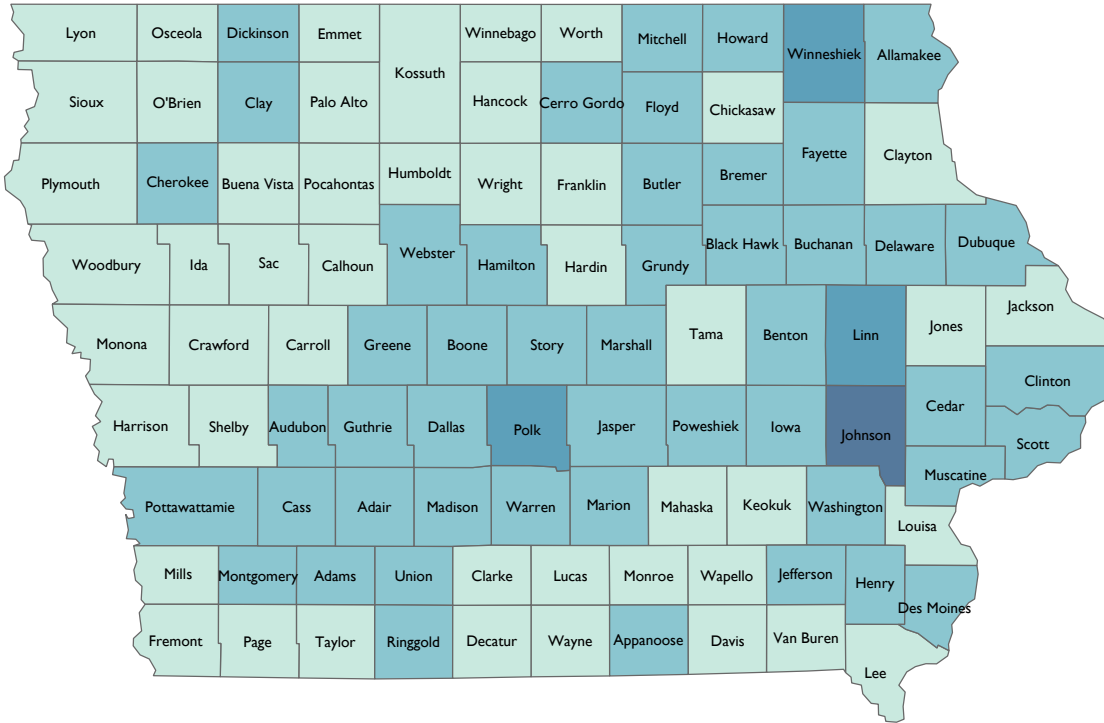 Lyon
Osceola
Dickinson
Emmet
Winnebago
Worth
Mitchell
Howard
Winneshiek
Allamakee
Kossuth
Sioux
O'Brien
Clay
Palo Alto
Hancock
Cerro Gordo
Floyd
Chickasaw
Fayette
Clayton
Plymouth
Cherokee
Buena Vista
Pocahontas
Humboldt
Wright
Franklin
Butler
Bremer
Woodbury
Ida
Sac
Calhoun
Webster
Hamilton
Hardin
Grundy
Black Hawk
Buchanan
Delaware
Dubuque
Jackson
Monona
Crawford
Carroll
Greene
Boone
Story
Marshall
Tama
Benton
Linn
Jones
Clinton
Harrison
Shelby
Audubon
Guthrie
Dallas
Polk
Jasper
Poweshiek
Iowa
Johnson
Cedar
Scott
Muscatine
Pottawattamie
Cass
Adair
Madison
Warren
Marion
Mahaska
Keokuk
Washington
Louisa
Mills
Montgomery
Adams
Union
Clarke
Lucas
Monroe
Wapello
Jefferson
Henry
Des Moines
Fremont
Page
Taylor
Ringgold
Decatur
Wayne
Appanoose
Davis
Van Buren
Lee